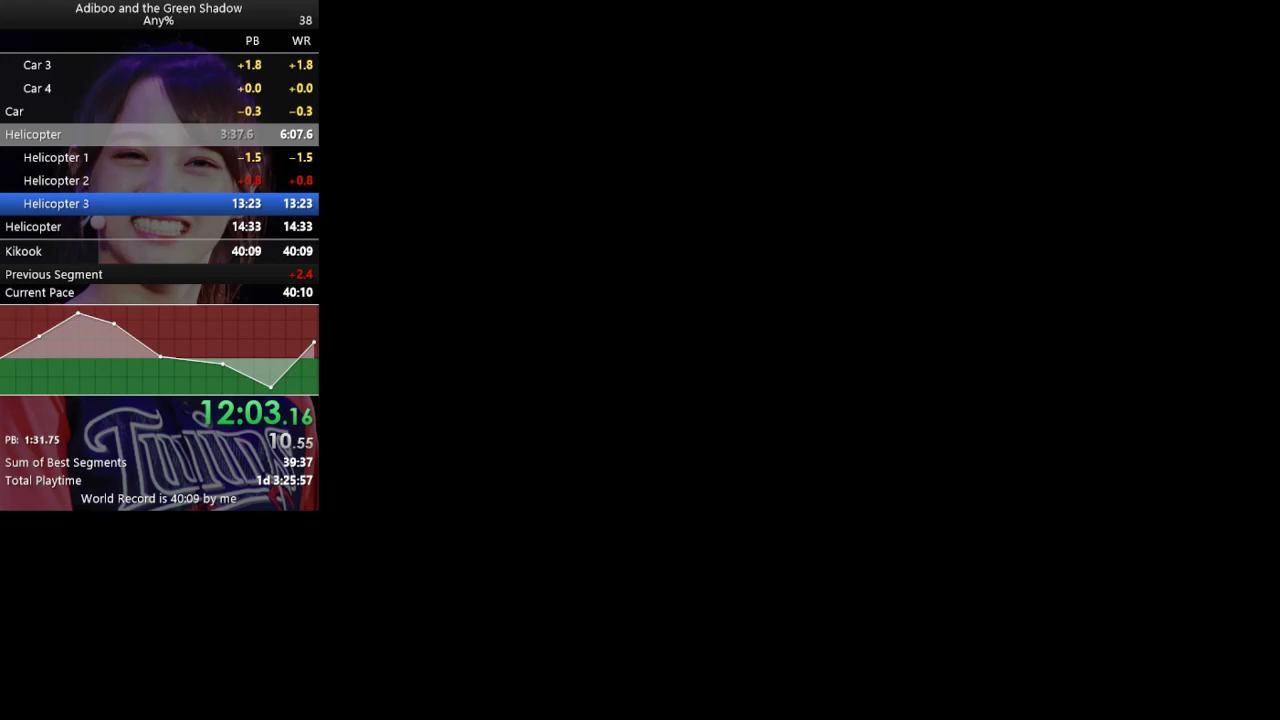 Adiboo and the Green Shadow
Any% 38
PB WR
Car 3 +1.8 +1.8
Car 4 +0.0 +0.0
Car −0.3 −0.3
Helicopter 3:37.6 6:07.6
Helicopter 1 −1.5 −1.5
Helicopter 2 +0.8 +0.8
Helicopter 3 13:23 13:23
Helicopter 14:33 14:33
Kikook 40:09 40:09
Previous Segment +2.4
Current Pace 40:10
12:03.16
PB: 1:31.75 10.55
Sum of Best Segments 39:37
Total Playtime 1d 3:25:57
World Record is 40:09 by me